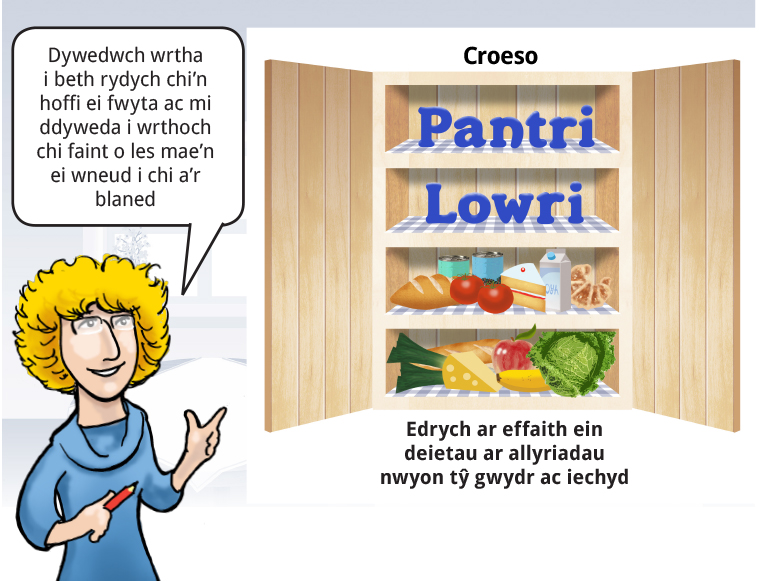 Dywedwch wrtha
i beth rydych chi'n
hoffi ei fwyta ac mi
ddyweda i wrthoch
chi faint o les mae'n
ei wneud i chi a'r
blaned
Croeso
Pantri
Lowri
SOYA
Edrych ar effaith ein
deietau ar allyriadau
nwyon tŷ gwydr ac iechyd